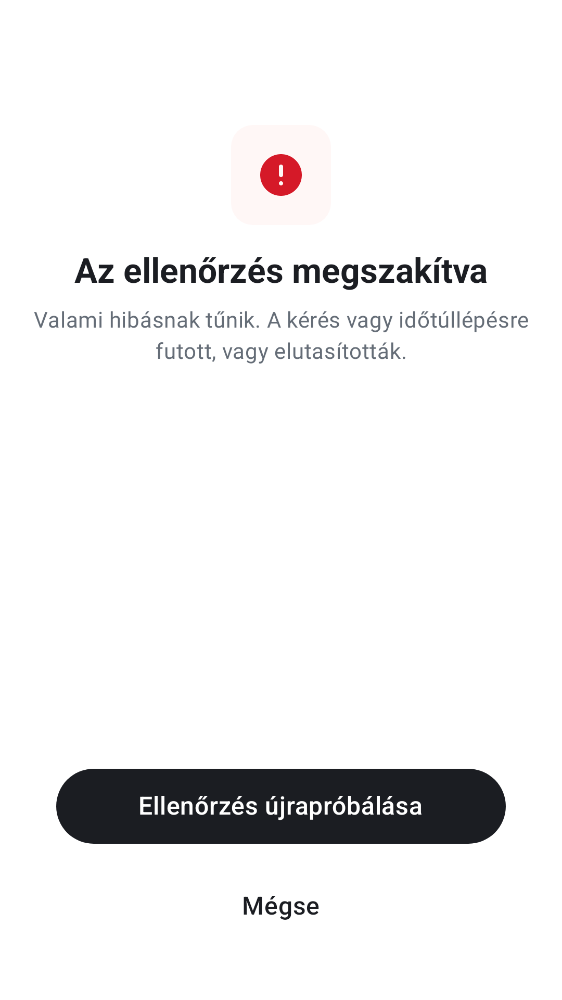 Az ellenőrzés megszakítva
Valami hibásnak tűnik. A kérés vagy időtúllépésre
futott, vagy elutasították.
Ellenőrzés újrapróbálása
Mégse